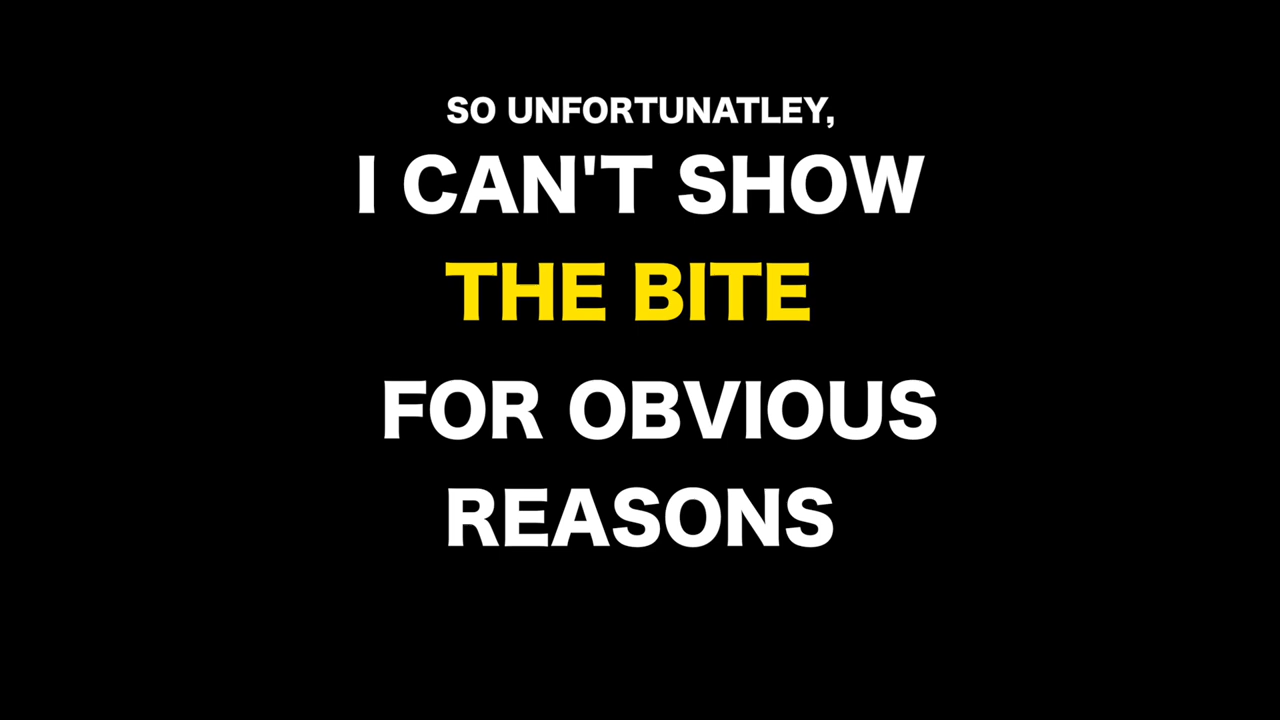 SO UNFORTUNATLEY,
I CAN'T SHOW
THE BITE
FOR OBVIOUS
REASONS